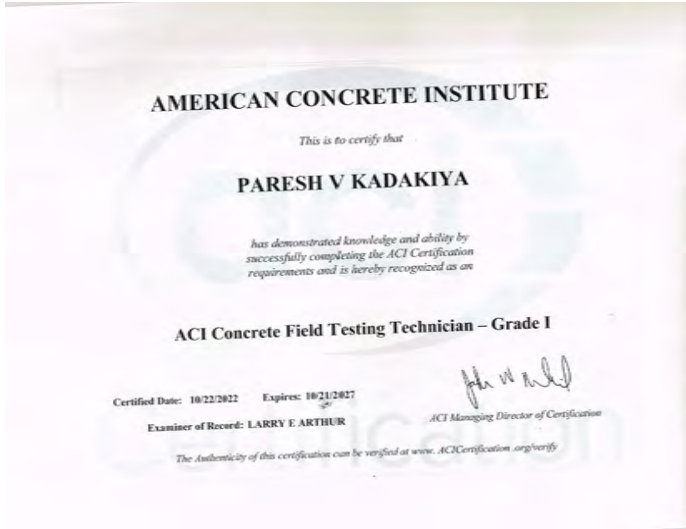 AMERICAN CONCRETE INSTITUTE
This is to certify that
PARESH V KADAKIYA
has demonstrated knowledge and ability by
successfully completing the ACI Certification
requirements and is hereby recognized as an
ACI Concrete Field Testing Technician – Grade I
Certified Date: 10/22/2022 Expires: 10/21/2027
Examiner of Record: LARRY E ARTHUR
ACI Managing Director of Certification
The Authenticity of this certification can be verified at www. ACICertification .org/verify
aci
Certification